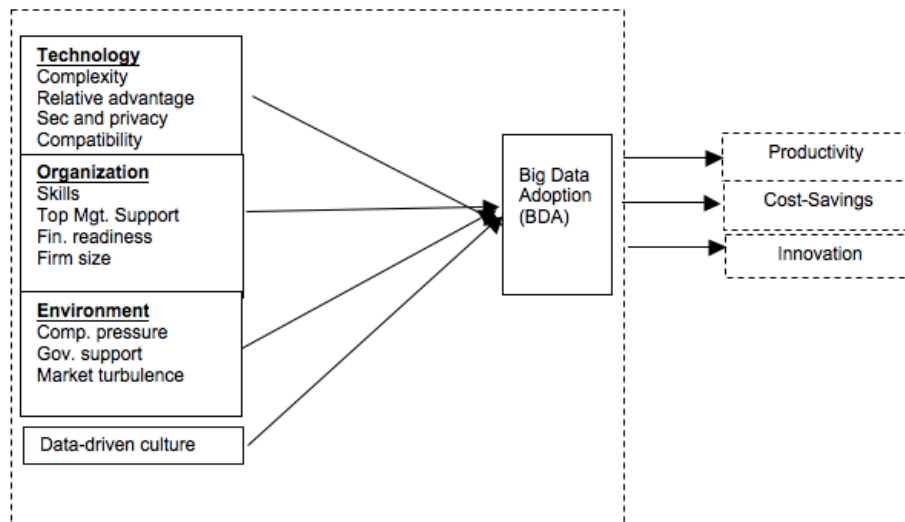 Technology
Complexity
Relative advantage
Sec and privacy
Compatibility
Organization
Skills
Top Mgt. Support
Fin. readiness
Firm size
Environment
Comp. pressure
Gov. support
Market turbulence
Data-driven culture
Big Data
Adoption
(BDA)
Productivity
Cost-Savings
Innovation